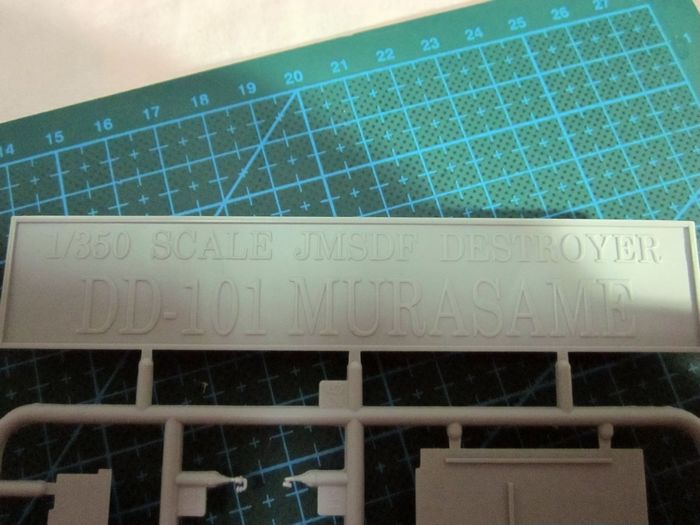 14 15 16 17 18 19 20 21 22 23 24 25 26 27
1
1/350 SCALE JMSDF DESTROYER
DD-101 MURASAME